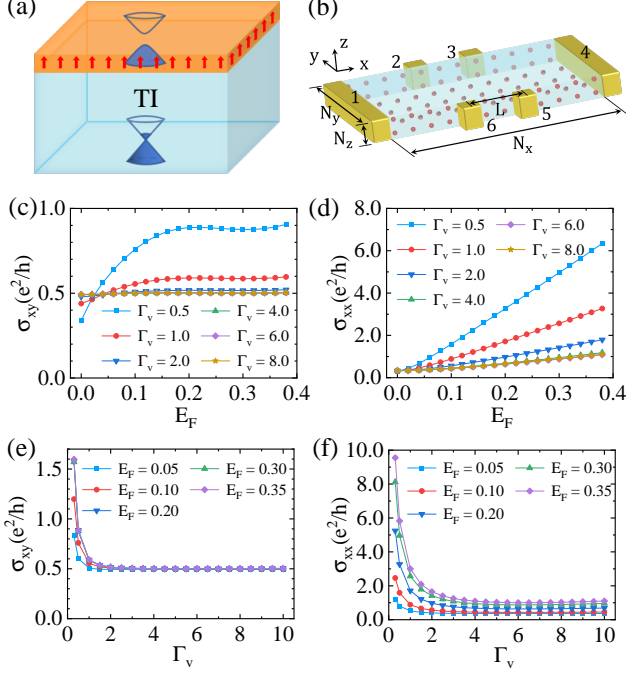 (a)
TI
(b)
z
y
x
1
2
3
4
5
6
L
N_y
N_z
N_x
(c)
1.0
0.5
0.0
σ_xy(e²/h)
Γ_v = 0.5
Γ_v = 4.0
Γ_v = 1.0
Γ_v = 6.0
Γ_v = 2.0
Γ_v = 8.0
0.0 0.1 0.2 0.3 0.4
E_F
(d)
8.0
6.0
4.0
2.0
0.0
σ_xx(e²/h)
Γ_v = 0.5
Γ_v = 6.0
Γ_v = 1.0
Γ_v = 8.0
Γ_v = 2.0
Γ_v = 4.0
0.0 0.1 0.2 0.3 0.4
E_F
(e)
1.5
1.0
0.5
0.0
σ_xy(e²/h)
E_F = 0.05
E_F = 0.30
E_F = 0.10
E_F = 0.35
E_F = 0.20
0 2 4 6 8 10
Γ_v
(f)
10.0
8.0
6.0
4.0
2.0
0.0
σ_xx(e²/h)
E_F = 0.05
E_F = 0.30
E_F = 0.10
E_F = 0.35
E_F = 0.20
0 2 4 6 8 10
Γ_v